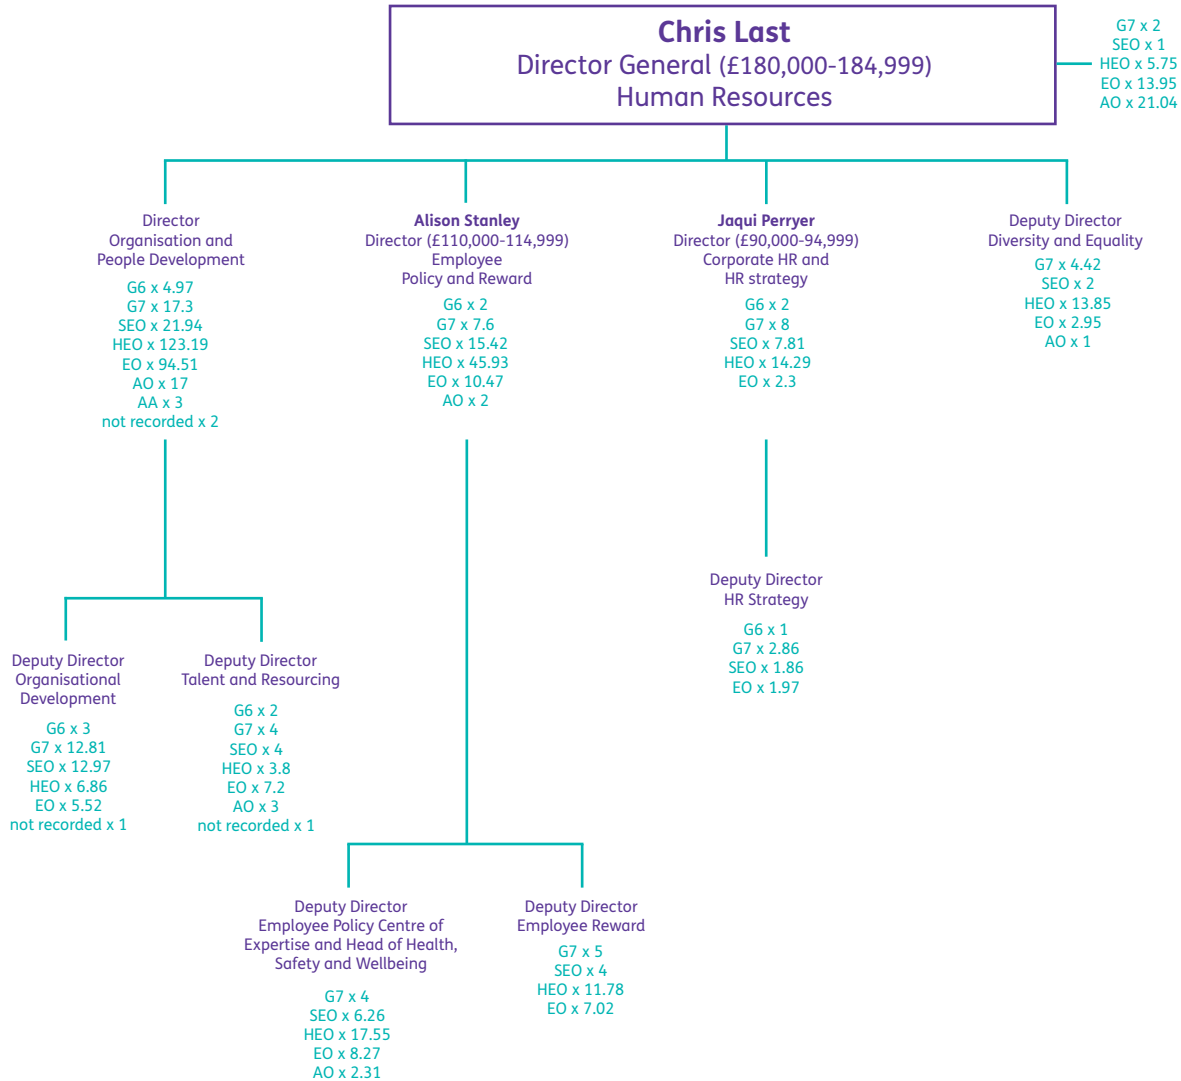 Chris Last
Director General (£180,000-184,999)
Human Resources
G7 x 2
SEO x 1
HEO x 5.75
EO x 13.95
AO x 21.04
Director
Organisation and
People Development
G6 x 4.97
G7 x 17.3
SEO x 21.94
HEO x 123.19
EO x 94.51
AO x 17
AA x 3
not recorded x 2
Alison Stanley
Director (£110,000-114,999)
Employee
Policy and Reward
G6 x 2
G7 x 7.6
SEO x 15.42
HEO x 45.93
EO x 10.47
AO x 2
Jaqui Perryer
Director (£90,000-94,999)
Corporate HR and
HR strategy
G6 x 2
G7 x 8
SEO x 7.81
HEO x 14.29
EO x 2.3
Deputy Director
Diversity and Equality
G7 x 4.42
SEO x 2
HEO x 13.85
EO x 2.95
AO x 1
Deputy Director
HR Strategy
G6 x 1
G7 x 2.86
SEO x 1.86
EO x 1.97
Deputy Director
Organisational
Development
G6 x 3
G7 x 12.81
SEO x 12.97
HEO x 6.86
EO x 5.52
not recorded x 1
Deputy Director
Talent and Resourcing
G6 x 2
G7 x 4
SEO x 4
HEO x 3.8
EO x 7.2
AO x 3
not recorded x 1
Deputy Director
Employee Policy Centre of
Expertise and Head of Health,
Safety and Wellbeing
G7 x 4
SEO x 6.26
HEO x 17.55
EO x 8.27
AO x 2.31
Deputy Director
Employee Reward
G7 x 5
SEO x 4
HEO x 11.78
EO x 7.02